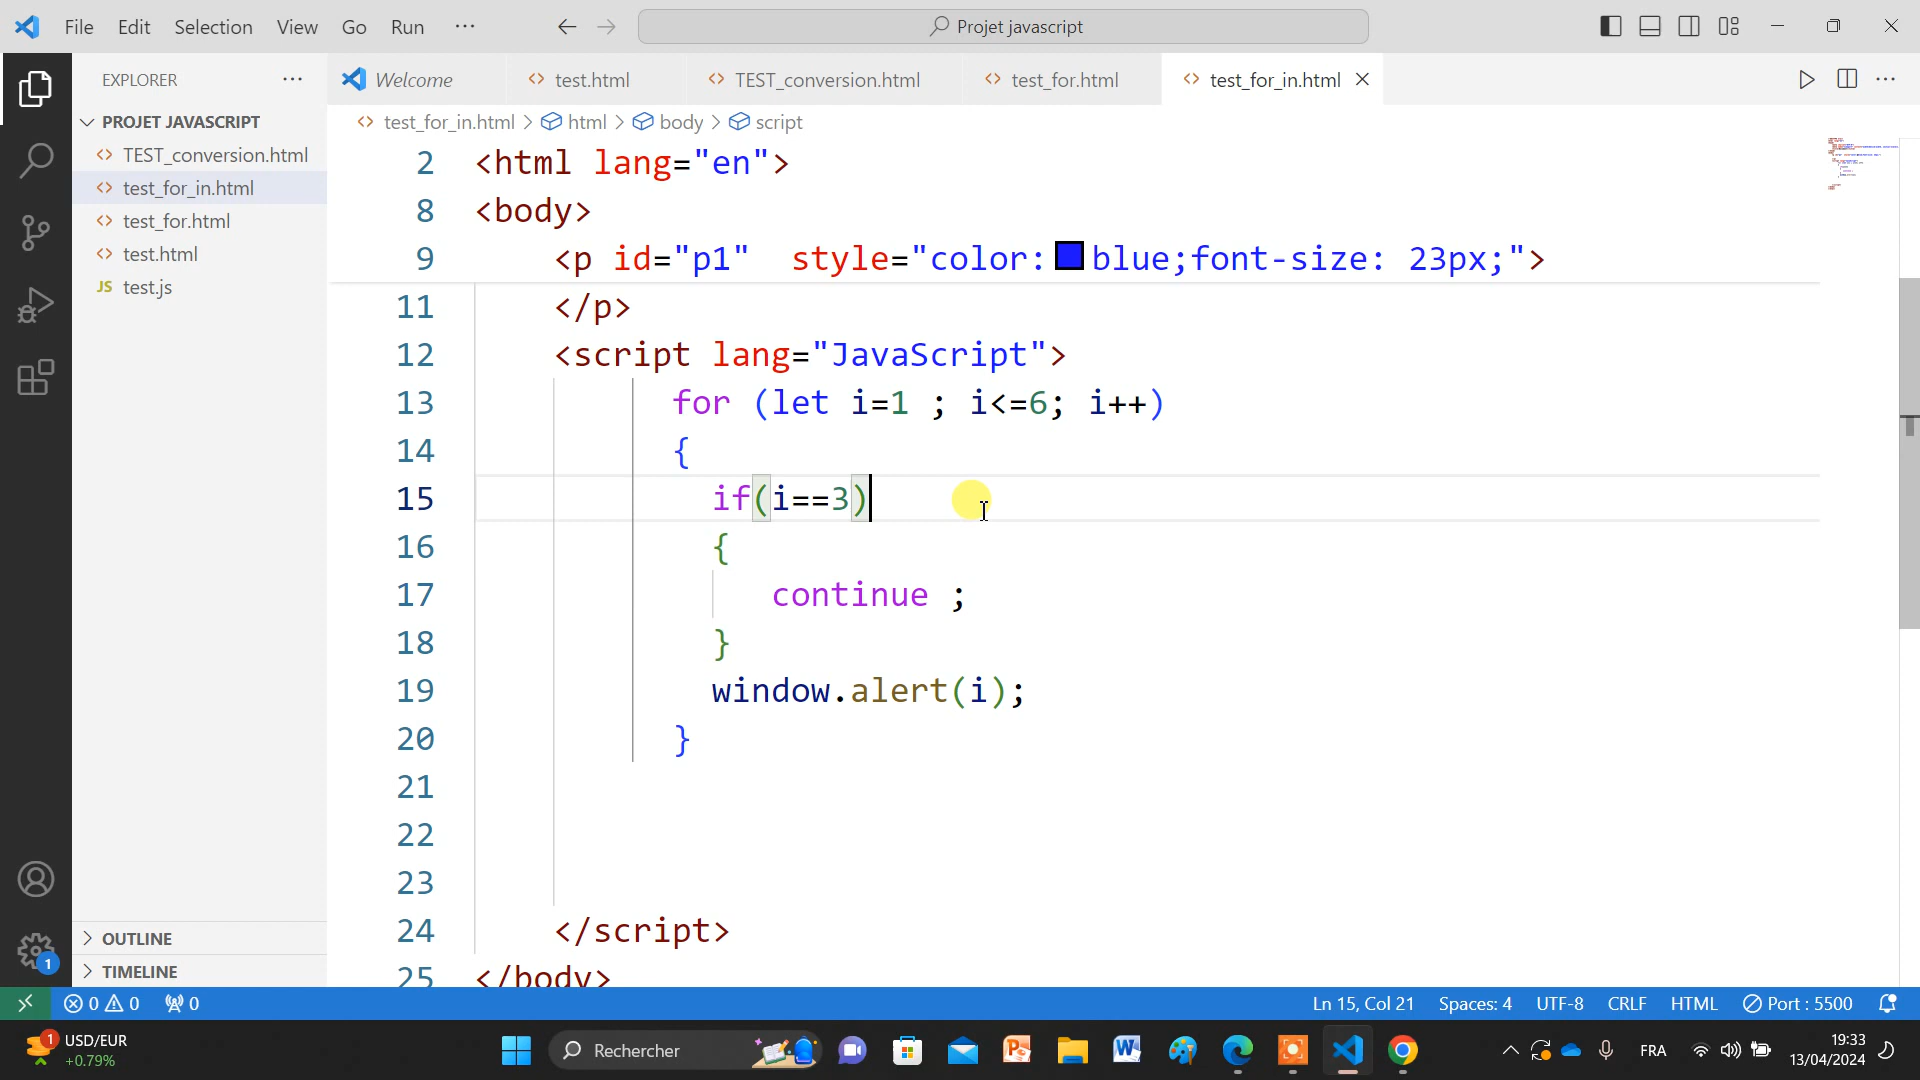 File Edit Selection View Go Run ···
Projet javascript
EXPLORER ···
Welcome
test.html
TEST_conversion.html
test_for.html
test_for_in.html
PROJET JAVASCRIPT
TEST_conversion.html
test_for_in.html
test_for.html
test.html
JS test.js
OUTLINE
TIMELINE
test_for_in.html > html > body > script
2 <html lang="en">
8 <body>
9 <p id="p1"  style="color:blue;font-size: 23px;">
11 </p>
12 <script lang="JavaScript">
13 for (let i=1 ; i<=6; i++)
14 {
15 if(i==3)
16 {
17 continue ;
18 }
19 window.alert(i);
20 }
21
22
23
24 </script>
25 </body>
1
0 0 0
Ln 15, Col 21 Spaces: 4 UTF-8 CRLF HTML Port : 5500
1 USD/EUR
+0.79%
Rechercher
FRA
19:33
13/04/2024